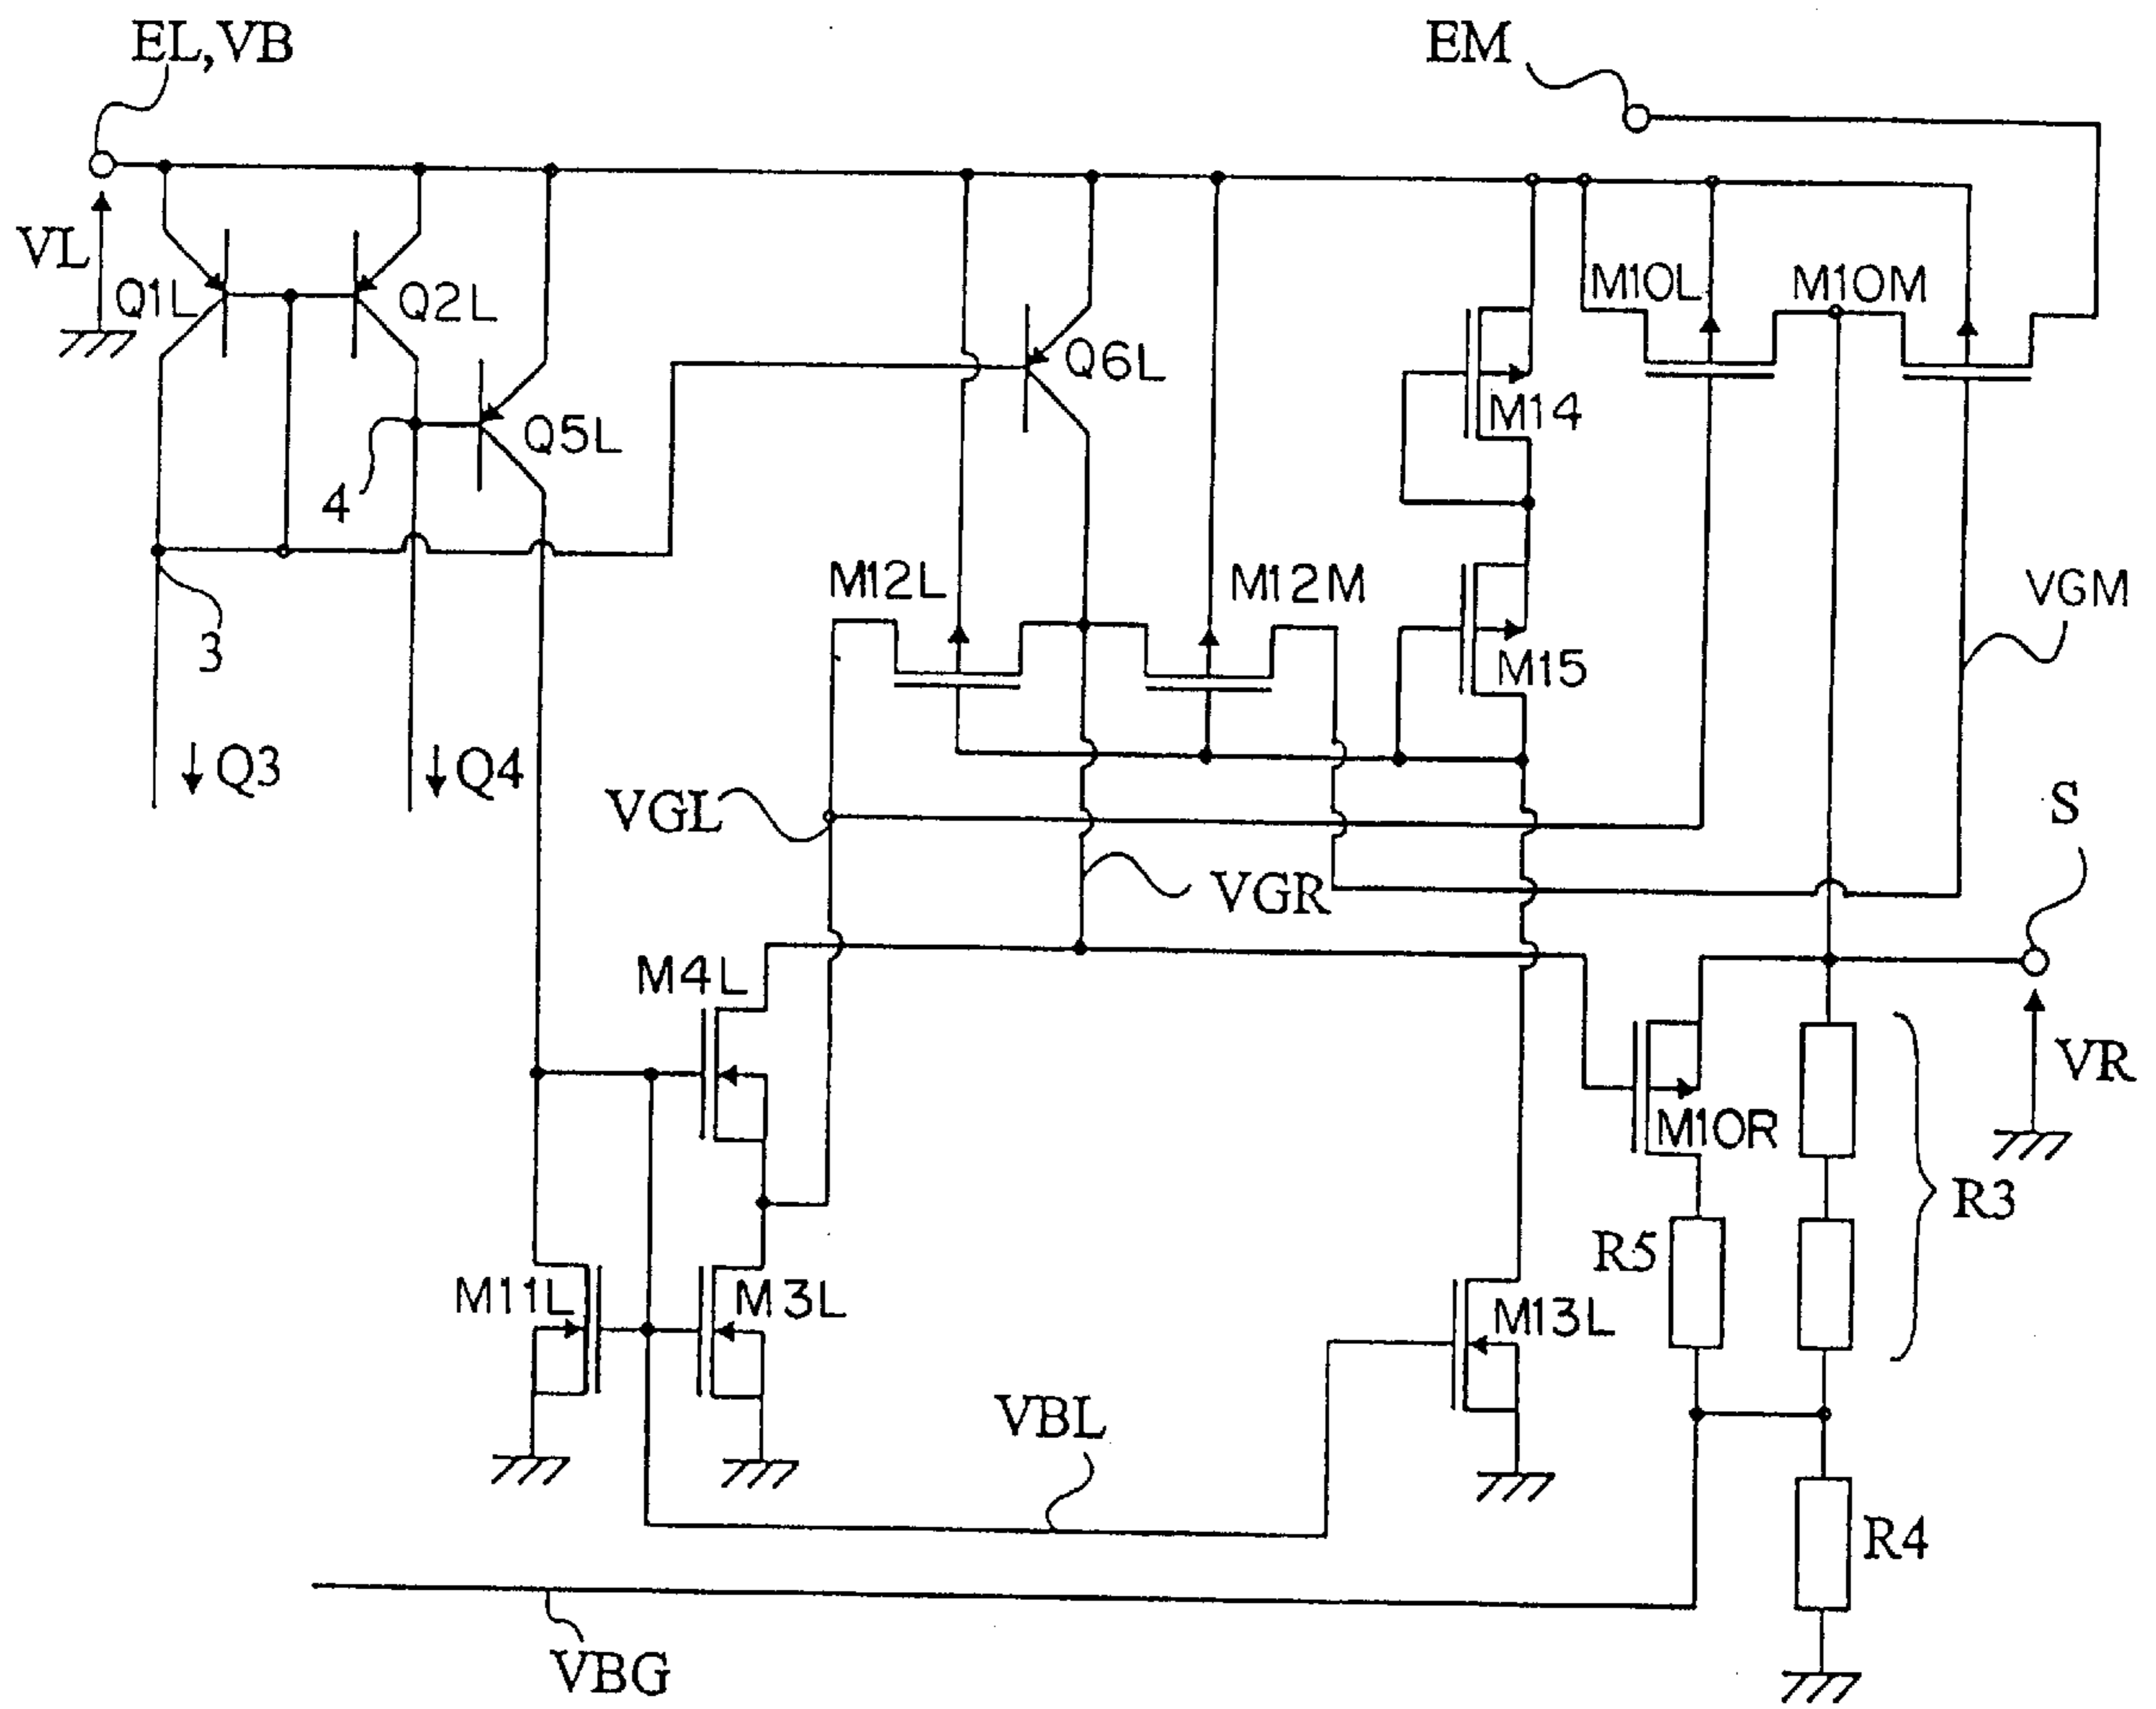 EL,VB
EM
VL
Q1L
Q2L
M10L
M10M
Q6L
M14
Q5L
4
M12L
M12M
VGM
3
M15
Q3
Q4
VGL
S
VGR
M4L
VR
M10R
R3
R5
M11L
M3L
M13L
VBL
R4
VBG